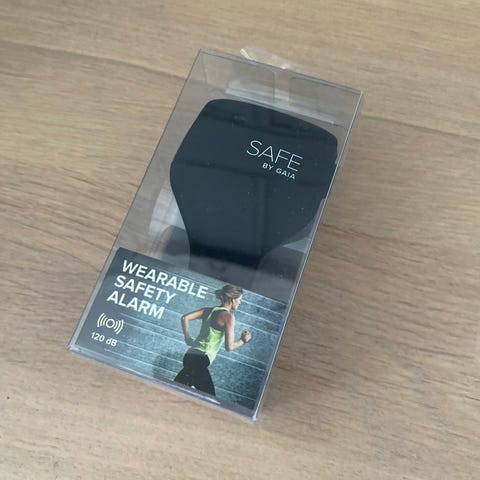 SAFE
BY GAIA
WEARABLE
SAFETY
ALARM
120 dB